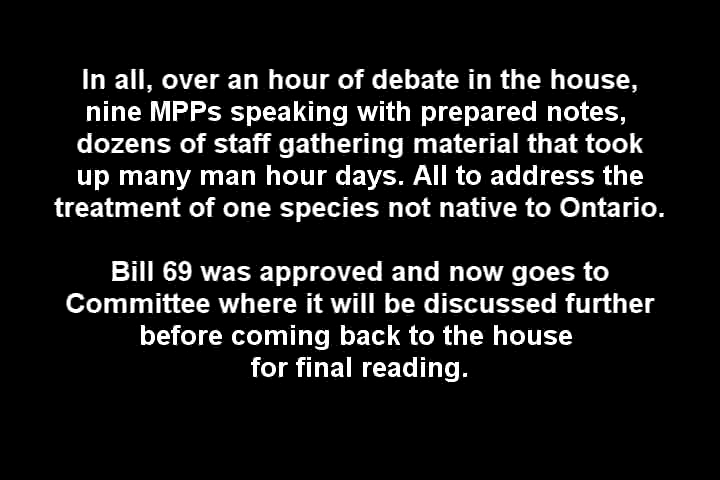 In all, over an hour of debate in the house,
nine MPPs speaking with prepared notes,
dozens of staff gathering material that took
up many man hour days. All to address the
treatment of one species not native to Ontario.
Bill 69 was approved and now goes to
Committee where it will be discussed further
before coming back to the house
for final reading.